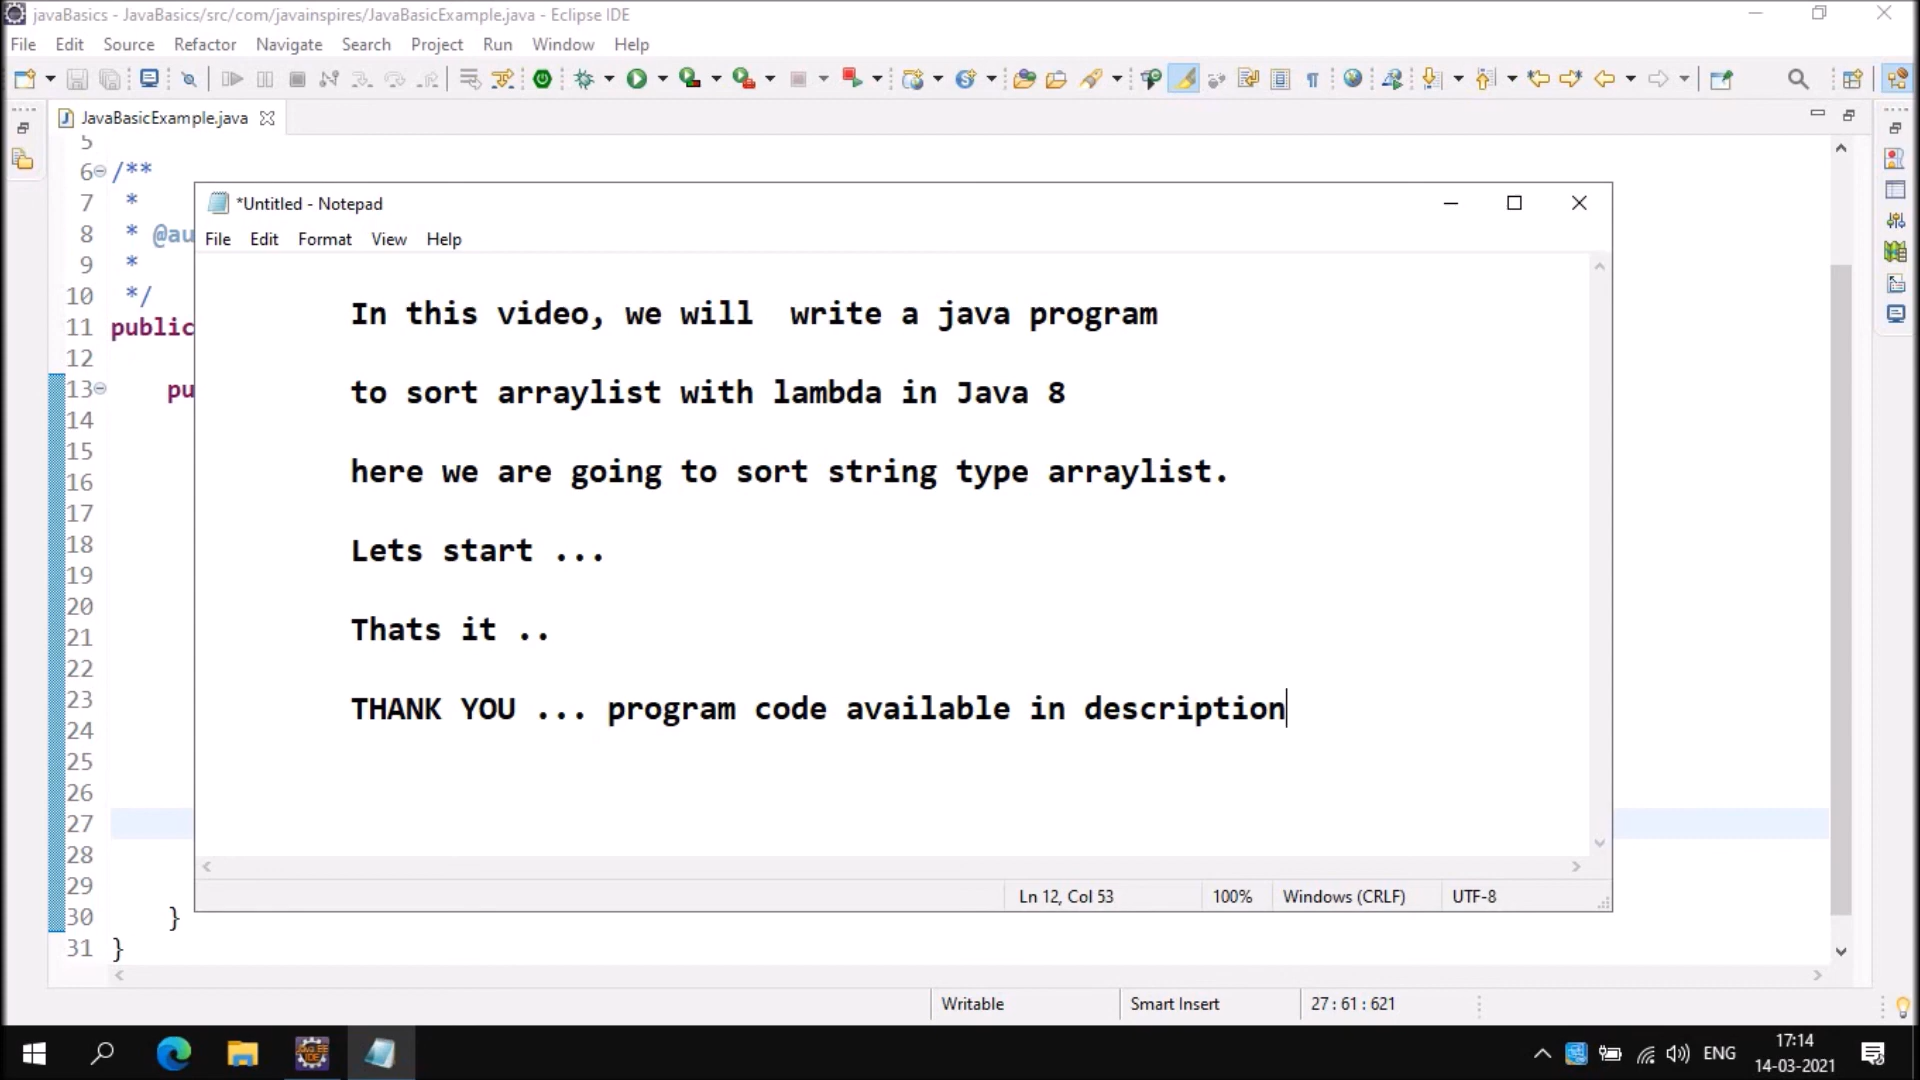 javaBasics - JavaBasics/src/com/javainspires/JavaBasicExample.java - Eclipse IDE
File Edit Source Refactor Navigate Search Project Run Window Help
JavaBasicExample.java
5
6 /**
7 *
8 * @au
9 *
10 */
11 public
12
13 pu
14
15
16
17
18
19
20
21
22
23
24
25
26
27
28
29
30 }
31 }
*Untitled - Notepad
File Edit Format View Help
In this video, we will  write a java program
to sort arraylist with lambda in Java 8
here we are going to sort string type arraylist.
Lets start ...
Thats it ..
THANK YOU ... program code available in description
Ln 12, Col 53 100% Windows (CRLF) UTF-8
Writable Smart Insert 27 : 61 : 621
ENG
17:14
14-03-2021